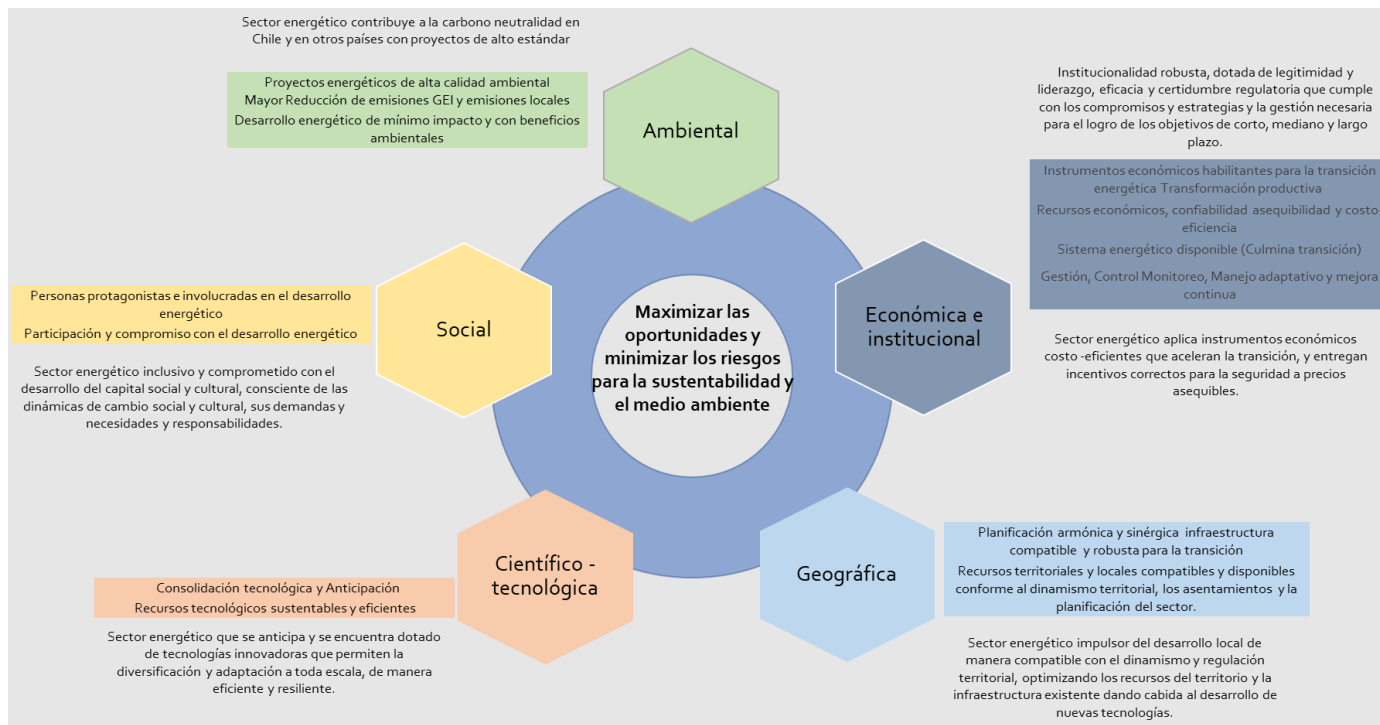 Sector energético contribuye a la carbono neutralidad en
Chile y en otros países con proyectos de alto estándar
Proyectos energéticos de alta calidad ambiental
Mayor Reducción de emisiones GEI y emisiones locales
Desarrollo energético de mínimo impacto y con beneficios
ambientales
Ambiental
Institucionalidad robusta, dotada de legitimidad y
liderazgo, eficacia y certidumbre regulatoria que cumple
con los compromisos y estrategias y la gestión necesaria
para el logro de los objetivos de corto, mediano y largo
plazo.
Instrumentos económicos habilitantes para la transición
energética Transformación productiva
Recursos económicos, confiabilidad asequibilidad y costo-
eficiencia
Sistema energético disponible (Culmina transición)
Gestión, Control Monitoreo, Manejo adaptativo y mejora
continua
Económica e
institucional
Sector energético aplica instrumentos económicos
costo -eficientes que aceleran la transición, y entregan
incentivos correctos para la seguridad a precios
asequibles.
Personas protagonistas e involucradas en el desarrollo
energético
Participación y compromiso con el desarrollo energético
Social
Sector energético inclusivo y comprometido con el
desarrollo del capital social y cultural, consciente de las
dinámicas de cambio social y cultural, sus demandas y
necesidades y responsabilidades.
Maximizar las
oportunidades y
minimizar los riesgos
para la sustentabilidad y
el medio ambiente
Científico -
tecnológica
Consolidación tecnológica y Anticipación
Recursos tecnológicos sustentables y eficientes
Sector energético que se anticipa y se encuentra dotado
de tecnologías innovadoras que permiten la
diversificación y adaptación a toda escala, de manera
eficiente y resiliente.
Geográfica
Planificación armónica y sinérgica infraestructura
compatible y robusta para la transición
Recursos territoriales y locales compatibles y disponibles
conforme al dinamismo territorial, los asentamientos y la
planificación del sector.
Sector energético impulsor del desarrollo local de
manera compatible con el dinamismo y regulación
territorial, optimizando los recursos del territorio y la
infraestructura existente dando cabida al desarrollo de
nuevas tecnologías.